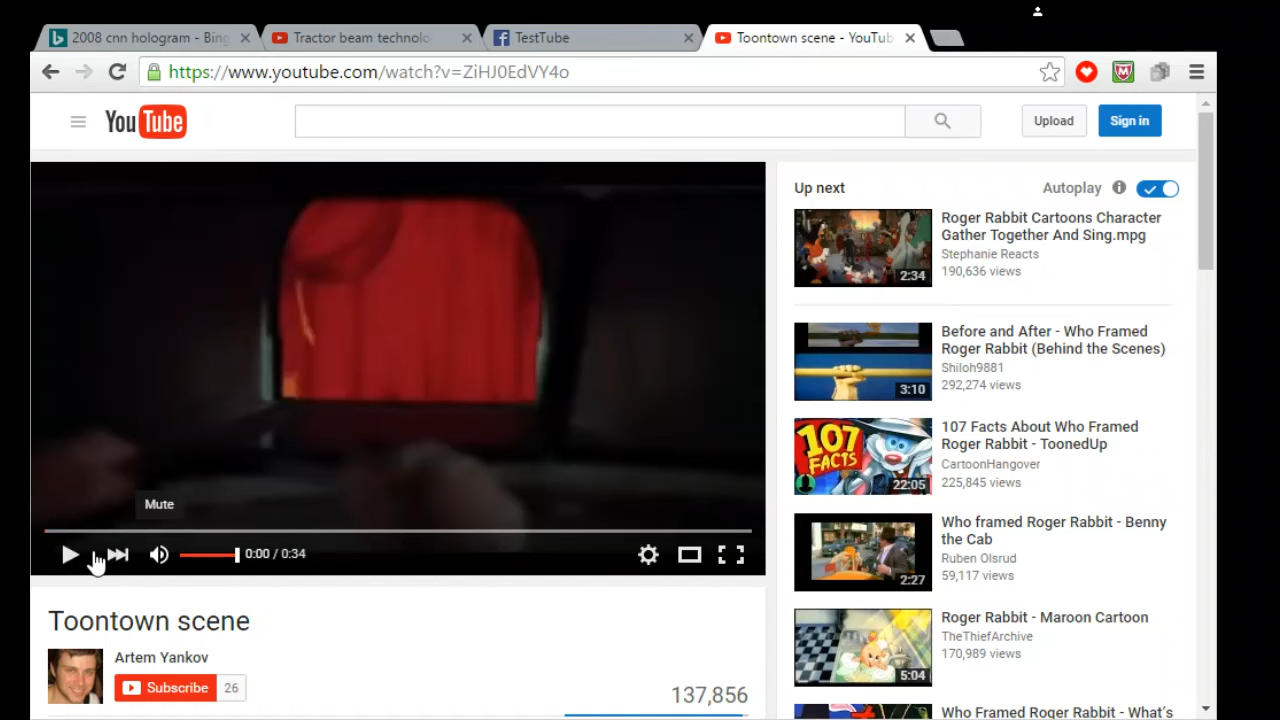 2008 cnn hologram - Bing
Tractor beam technolo
TestTube
Toontown scene - YouTub
https://www.youtube.com/watch?v=ZiHJ0EdVY4o
YouTube
Upload
Sign in
Up next
Autoplay
Roger Rabbit Cartoons Character
Gather Together And Sing.mpg
Stephanie Reacts
190,636 views
2:34
Before and After - Who Framed
Roger Rabbit (Behind the Scenes)
Shiloh9881
292,274 views
3:10
107 Facts About Who Framed
Roger Rabbit - ToonedUp
CartoonHangover
225,845 views
107
FACTS
22:05
Who framed Roger Rabbit - Benny
the Cab
Ruben Olsrud
59,117 views
2:27
Roger Rabbit - Maroon Cartoon
TheThiefArchive
170,989 views
5:04
Who Framed Roger Rabbit - What's
Mute
0:00 / 0:34
Toontown scene
Artem Yankov
Subscribe
26
137,856